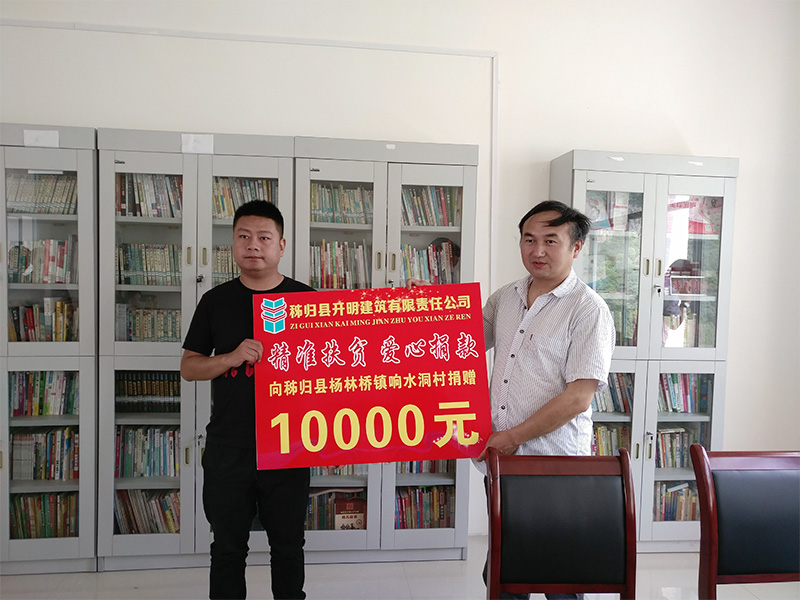 秭归县开明建筑有限责任公司
ZI GUI XIAN KAI MING JIAN ZHU YOU XIAN ZE REN
精准扶贫 爱心捐款
向秭归县杨林桥镇响水洞村捐赠
10000元